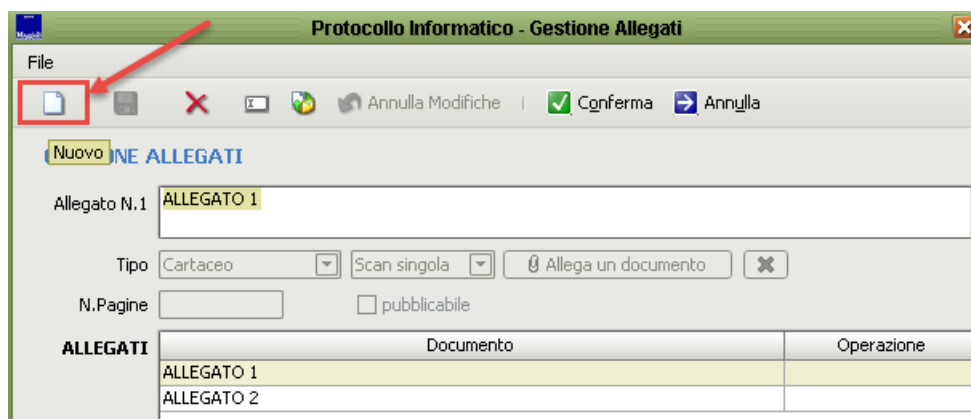 Protocollo Informatico - Gestione Allegati
File
Annulla Modifiche Conferma Annulla
Nuovo NE ALLEGATI
Allegato N.1 ALLEGATO 1
Tipo Cartaceo Scan singola Allega un documento
N.Pagine pubblicabile
ALLEGATI Documento Operazione
ALLEGATO 1
ALLEGATO 2